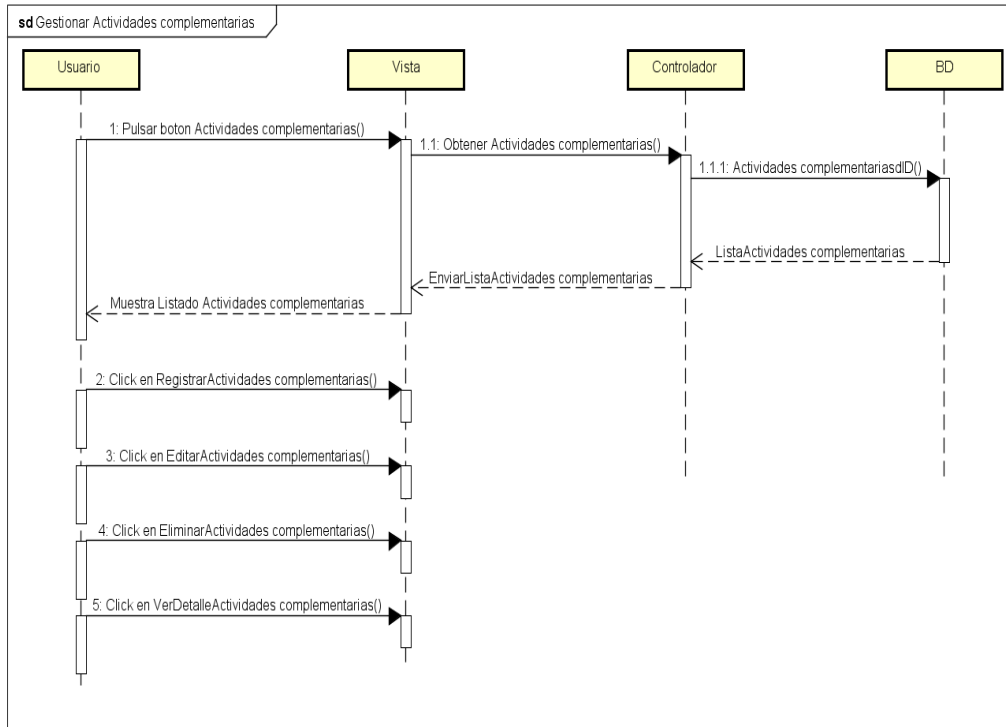 sd Gestionar Actividades complementarias
Usuario
Vista
Controlador
BD
1: Pulsar boton Actividades complementarias()
1.1: Obtener Actividades complementarias()
1.1.1: Actividades complementariasdID()
ListaActividades complementarias
EnviarListaActividades complementarias
Muestra Listado Actividades complementarias
2: Click en RegistrarActividades complementarias()
3: Click en EditarActividades complementarias()
4: Click en EliminarActividades complementarias()
5: Click en VerDetalleActividades complementarias()